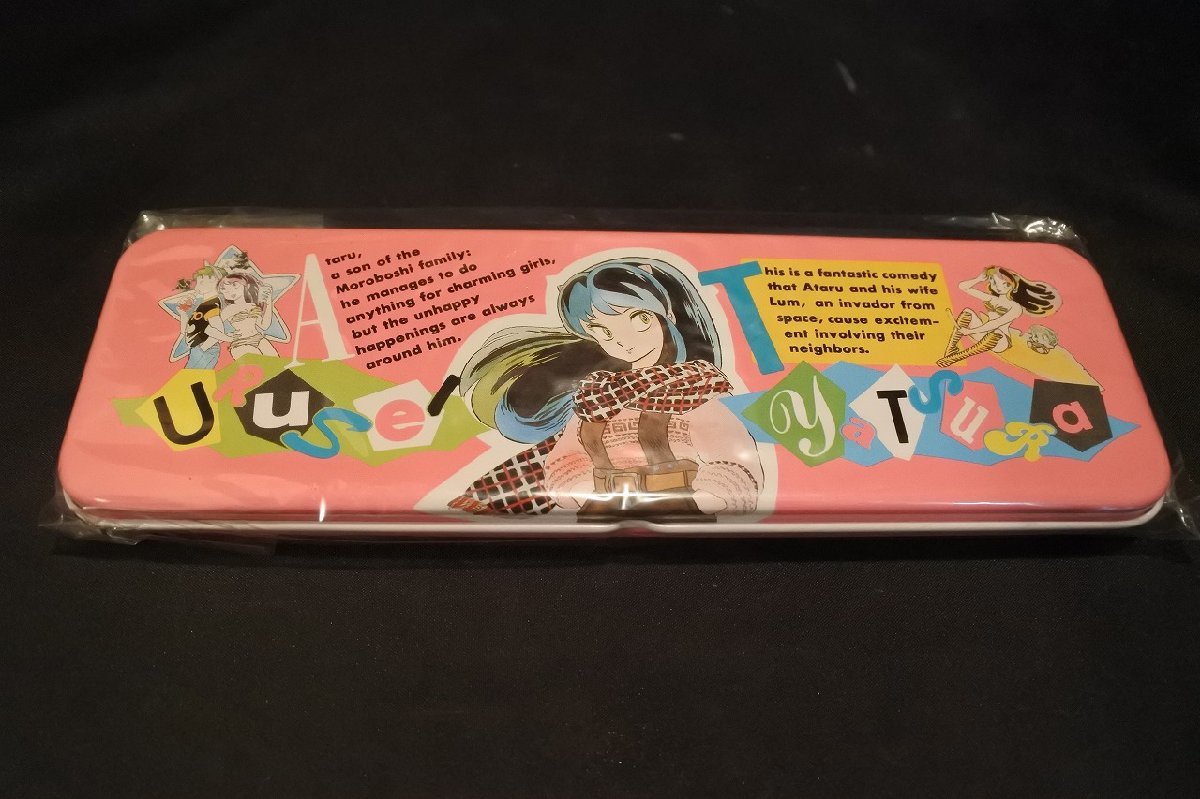 Ataru,
a son of the
Moroboshi family:
he manages to do
anything for charming girls,
but the unhappy
happenings are always
around him.
This is a fantastic comedy
that Ataru and his wife
Lum, an invador from
space, cause excitem-
ent involving their
neighbors.
URUSei YaTSuRa